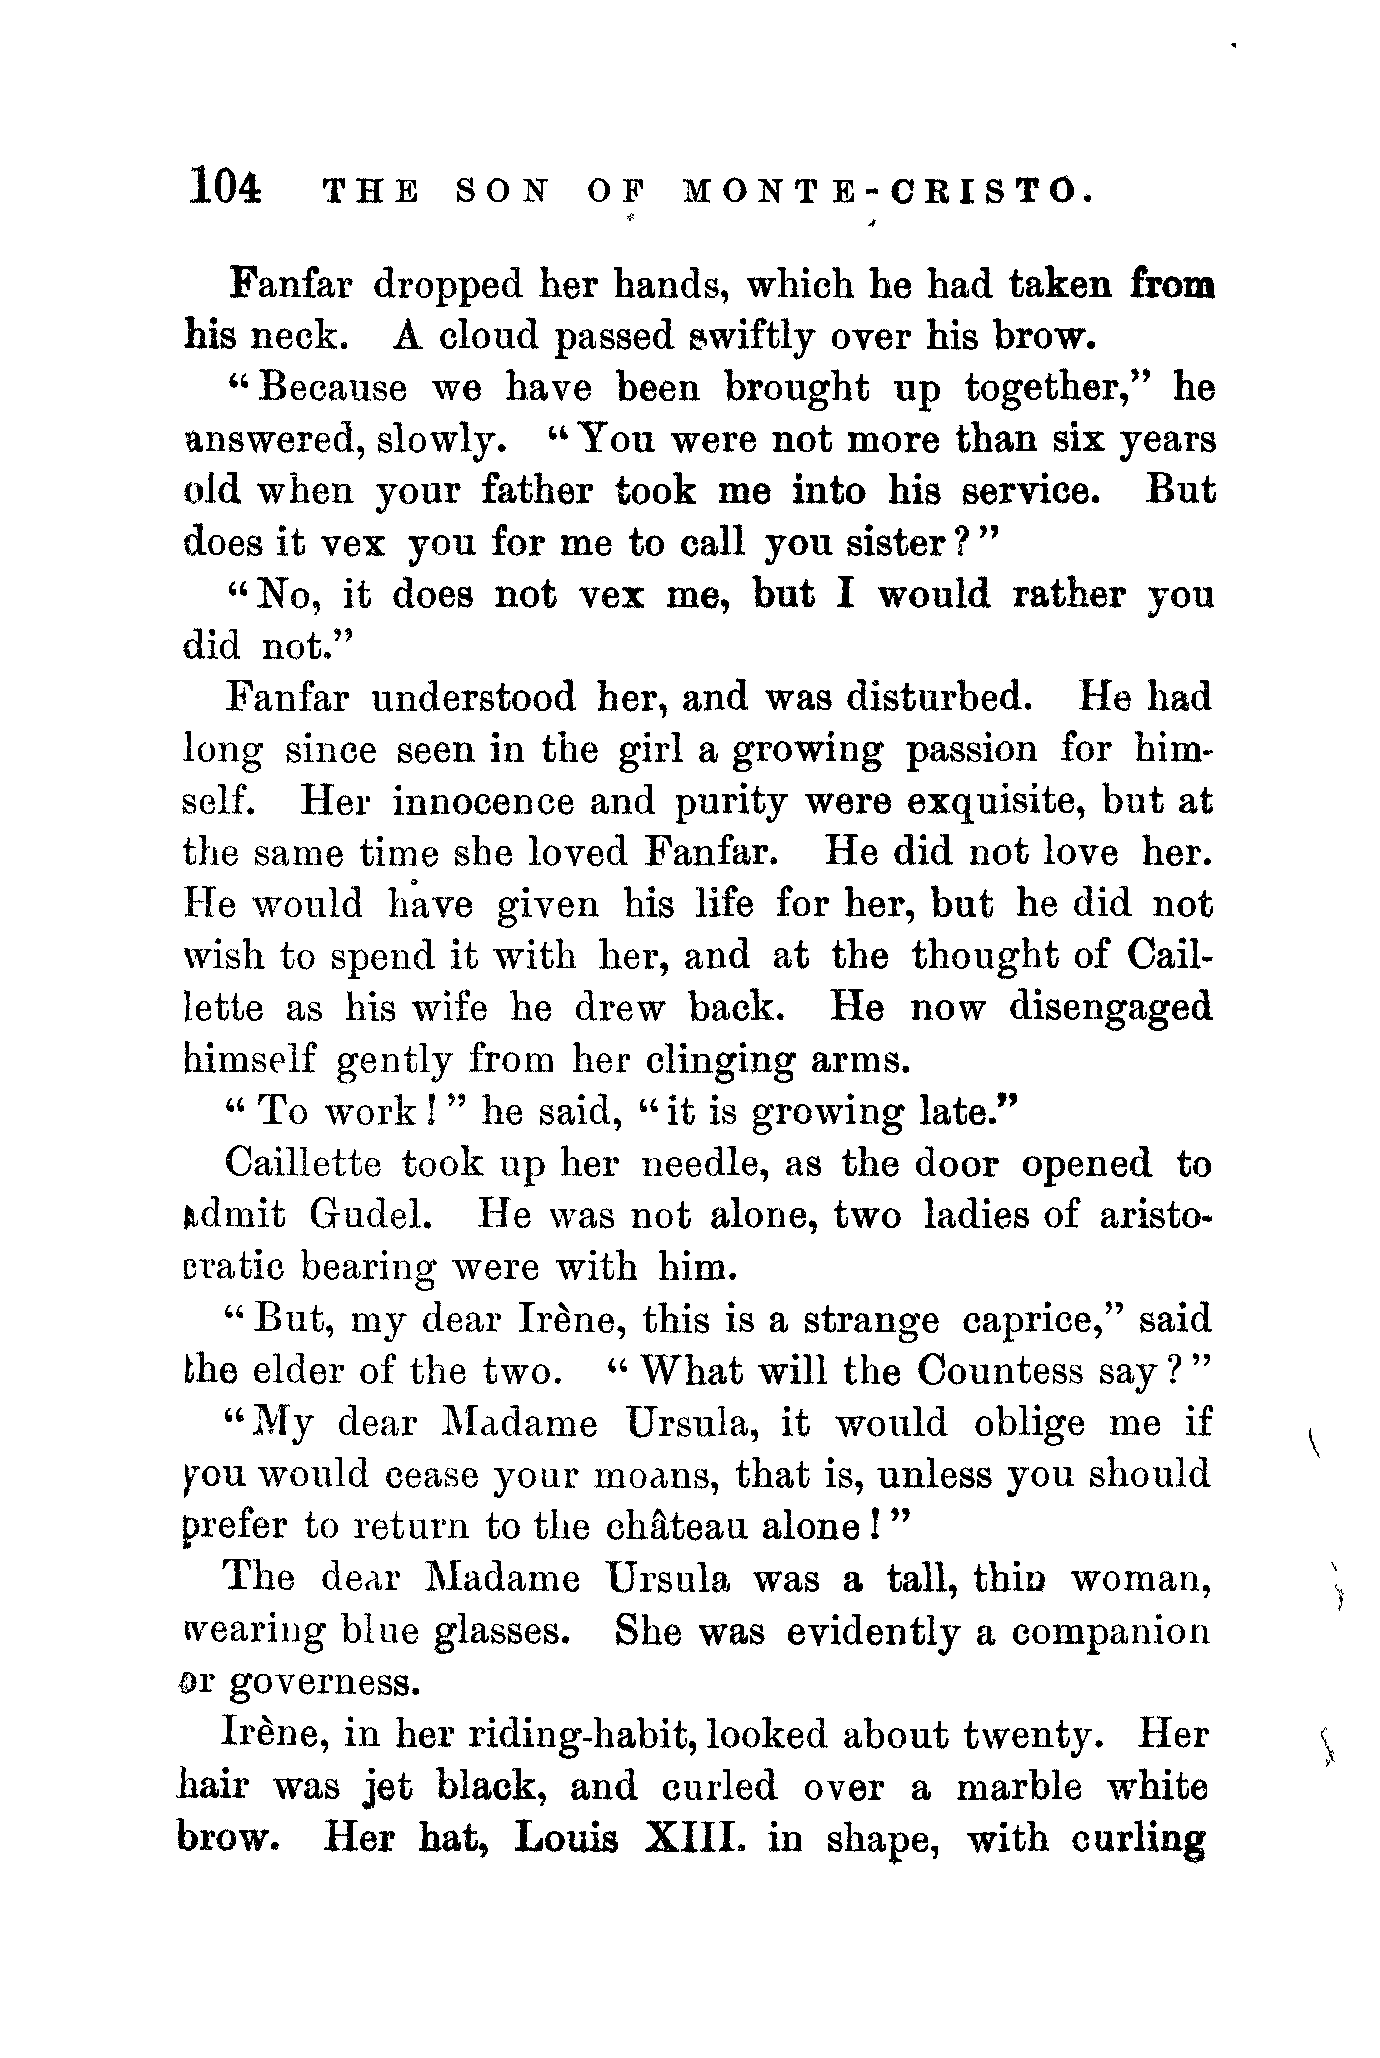 104 THE SON OF MONTE-CRISTO.
Fanfar dropped her hands, which he had taken from
his neck. A cloud passed swiftly over his brow.
"Because we have been brought up together," he
answered, slowly. "You were not more than six years
old when your father took me into his service. But
does it vex you for me to call you sister?"
"No, it does not vex me, but I would rather you
did not."
Fanfar understood her, and was disturbed. He had
long since seen in the girl a growing passion for him-
self. Her innocence and purity were exquisite, but at
the same time she loved Fanfar. He did not love her.
He would have given his life for her, but he did not
wish to spend it with her, and at the thought of Cail-
lette as his wife he drew back. He now disengaged
himself gently from her clinging arms.
"To work!" he said, "it is growing late."
Caillette took up her needle, as the door opened to
admit Gudel. He was not alone, two ladies of aristo-
cratic bearing were with him.
"But, my dear Irène, this is a strange caprice," said
the elder of the two. "What will the Countess say?"
"My dear Madame Ursula, it would oblige me if
you would cease your moans, that is, unless you should
prefer to return to the château alone!"
The dear Madame Ursula was a tall, thin woman,
wearing blue glasses. She was evidently a companion
or governess.
Irène, in her riding-habit, looked about twenty. Her
hair was jet black, and curled over a marble white
brow. Her hat, Louis XIII. in shape, with curling